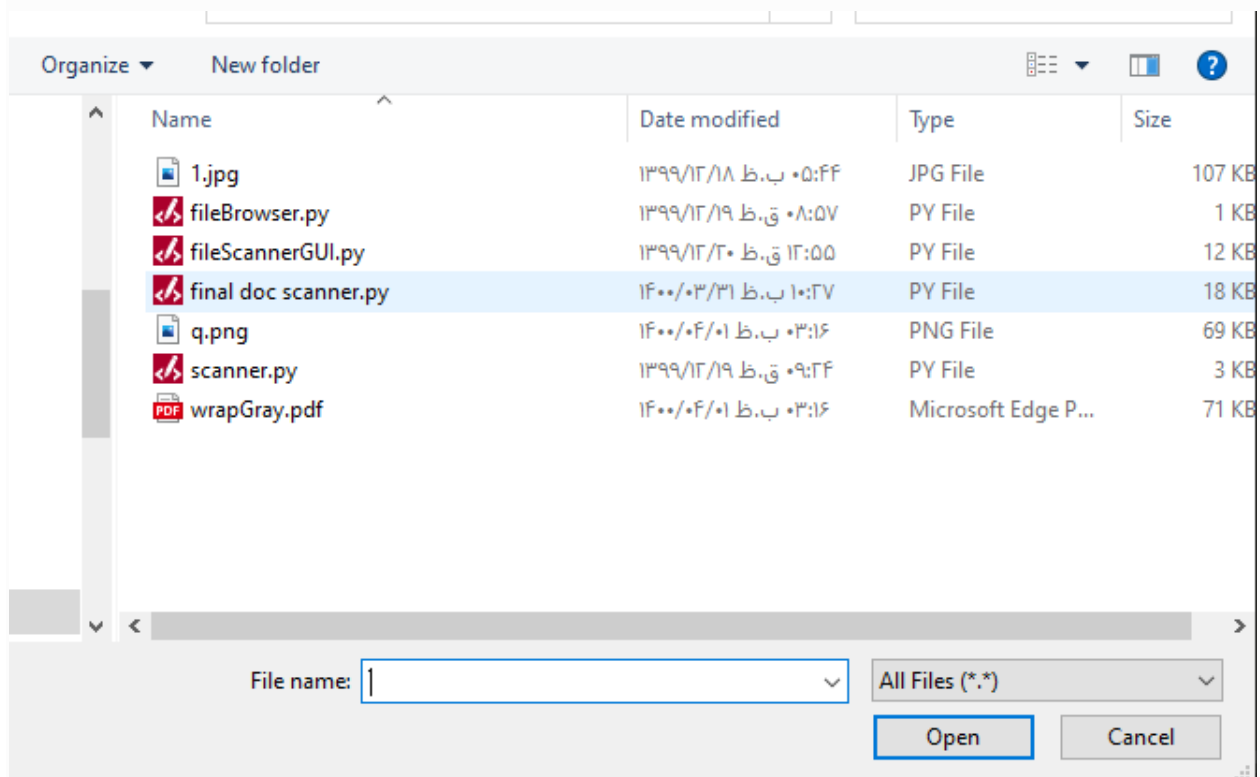 Organize New folder ?
Name Date modified Type Size
1.jpg ۱۳۹۹/۱۲/۱۸ ب.ظ ۰۵:۴۴ JPG File 107 KB
fileBrowser.py ۱۳۹۹/۱۲/۱۹ ق.ظ ۰۸:۵۷ PY File 1 KB
fileScannerGUI.py ۱۳۹۹/۱۲/۲۰ ق.ظ ۱۲:۵۵ PY File 12 KB
final doc scanner.py ۱۴۰۰/۰۳/۳۱ ب.ظ ۱۰:۲۷ PY File 18 KB
q.png ۱۴۰۰/۰۴/۰۱ ب.ظ ۰۳:۱۶ PNG File 69 KB
scanner.py ۱۳۹۹/۱۲/۱۹ ق.ظ ۰۹:۲۴ PY File 3 KB
PDF wrapGray.pdf ۱۴۰۰/۰۴/۰۱ ب.ظ ۰۳:۱۶ Microsoft Edge P... 71 KB
File name: All Files (*.*)
Open Cancel